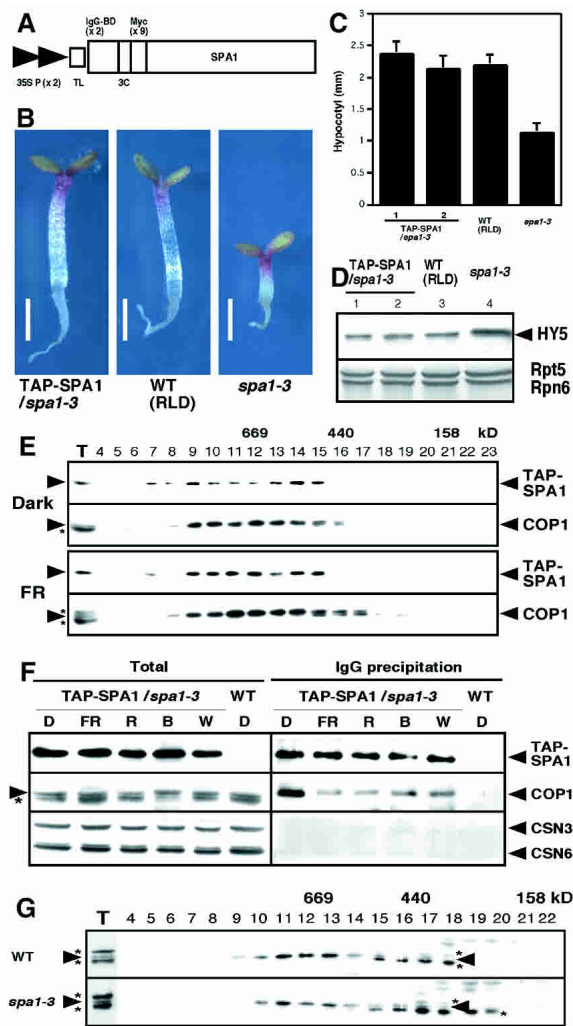 A
IgG-BD Myc
(x 2) (x 9)
SPA1
35S P (x 2) TL 3C
B
TAP-SPA1 WT spa1-3
/spa1-3 (RLD)
C
Hypocotyl (mm)
3
2.5
2
1.5
1
0.5
0
1 2
TAP-SPA1 WT spa1-3
/spa1-3 (RLD)
D
TAP-SPA1 WT spa1-3
/spa1-3 (RLD)
1 2 3 4
HY5
Rpt5
Rpn6
E
669 440 158 kD
T 4 5 6 7 8 9 10 11 12 13 14 15 16 17 18 19 20 21 22 23
Dark
TAP-
SPA1
* COP1
FR
TAP-
SPA1
*
* COP1
F
Total IgG precipitation
TAP-SPA1 /spa1-3 WT TAP-SPA1 /spa1-3 WT
D FR R B W D D FR R B W D
TAP-
SPA1
* COP1
CSN3
CSN6
G
669 440 158 kD
T 4 5 6 7 8 9 10 11 12 13 14 15 16 17 18 19 20 21 22
WT * * * *
spa1-3 * * * *